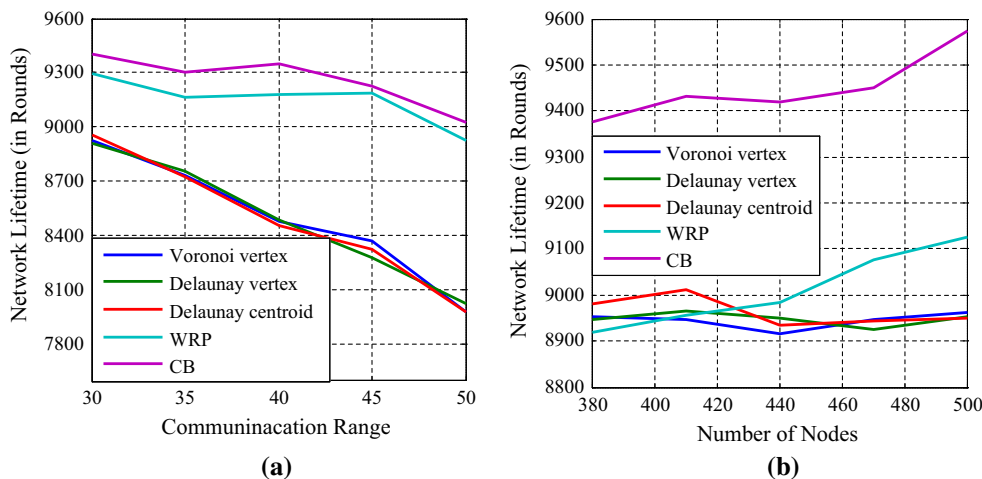 9600
9300
9000
8700
8400
8100
7800
Network Lifetime (in Rounds)
Voronoi vertex
Delaunay vertex
Delaunay centroid
WRP
CB
30 35 40 45 50
Communinacation Range
(a)
9600
9500
9400
9300
9200
9100
9000
8900
8800
Network Lifetime (in Rounds)
Voronoi vertex
Delaunay vertex
Delaunay centroid
WRP
CB
380 400 420 440 460 480 500
Number of Nodes
(b)